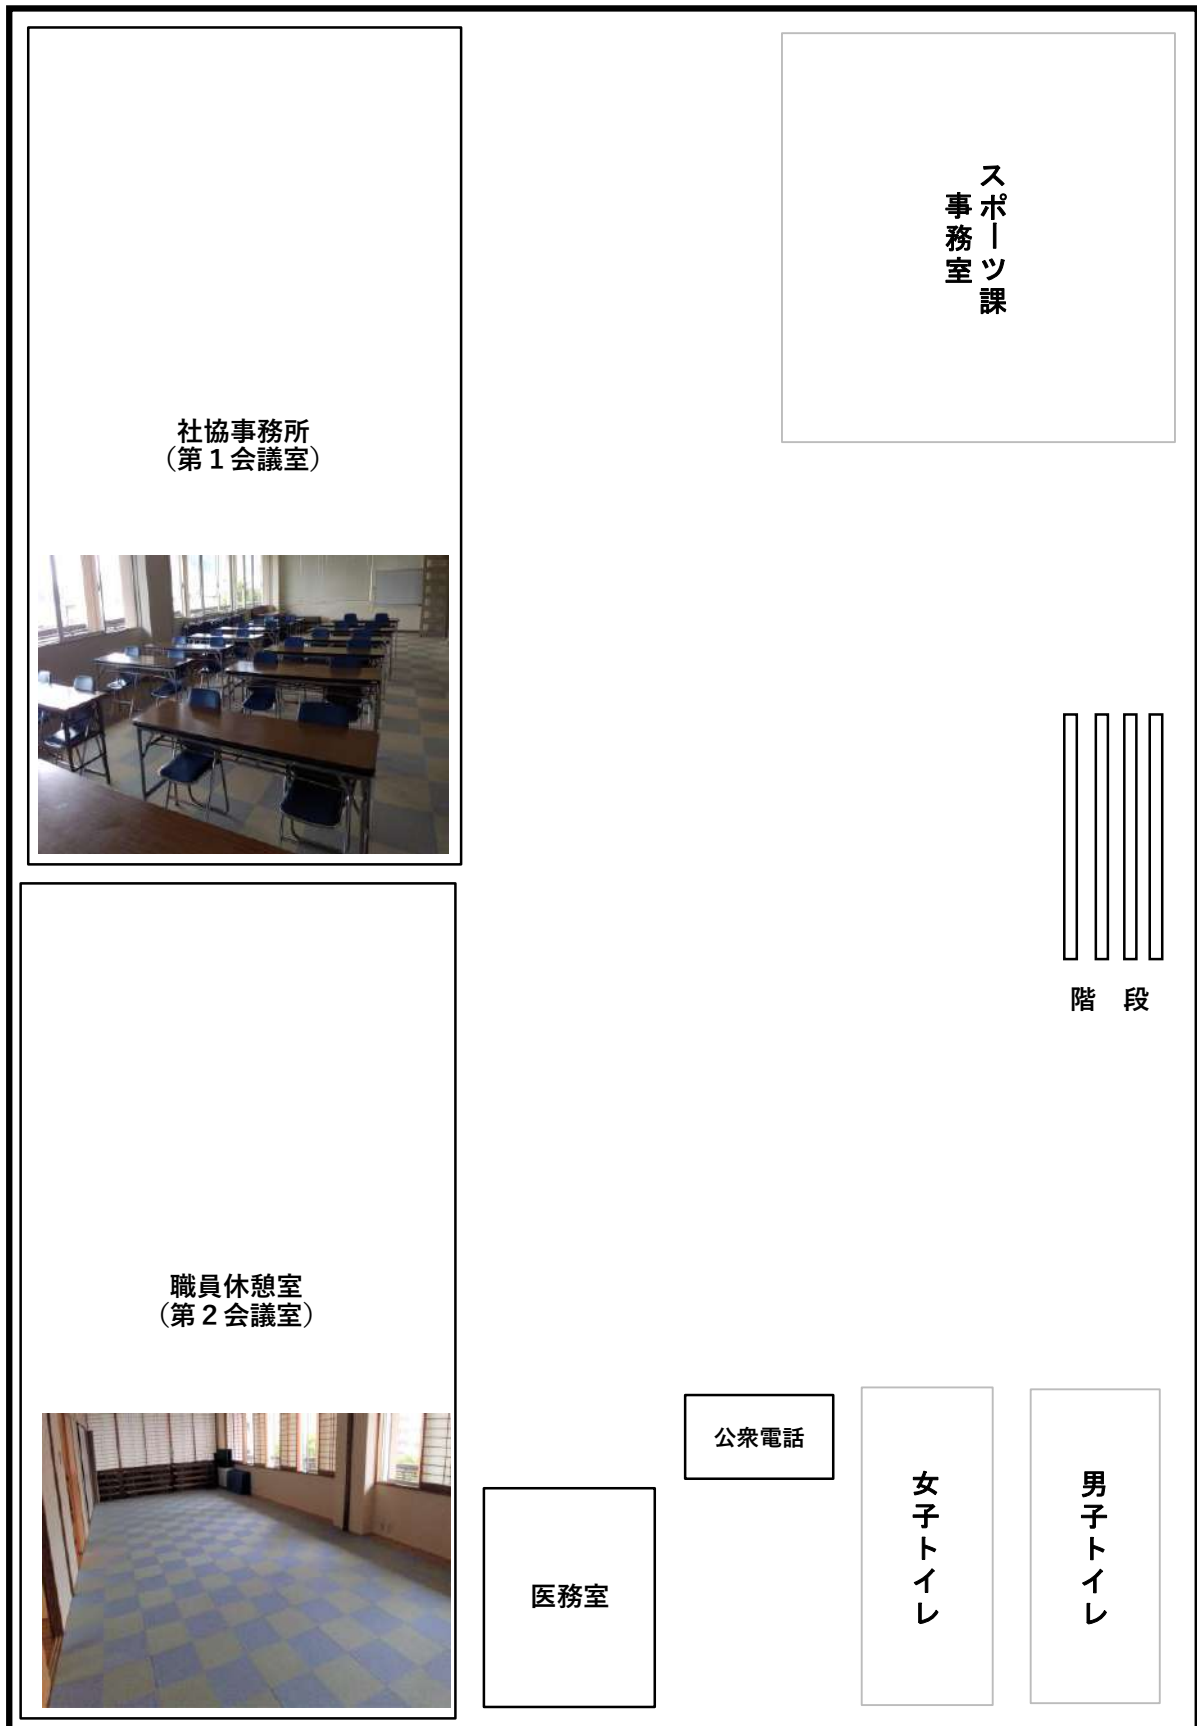 スポーツ課
事務室
社協事務所
（第１会議室）
階　段
職員休憩室
（第２会議室）
公衆電話
医務室
女子トイレ
男子トイレ